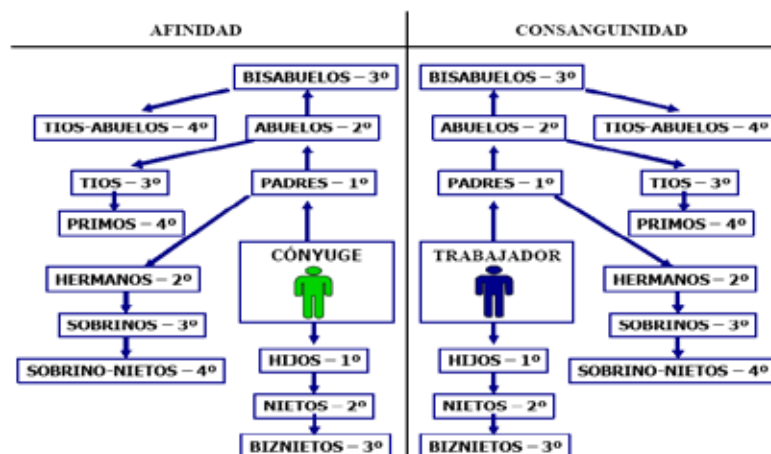 AFINIDAD
CONSANGUINIDAD
BISABUELOS – 3º
TIOS-ABUELOS – 4º
ABUELOS – 2º
TIOS – 3º
PADRES – 1º
PRIMOS – 4º
CÓNYUGE
HERMANOS – 2º
SOBRINOS – 3º
SOBRINO-NIETOS – 4º
HIJOS – 1º
NIETOS – 2º
BIZNIETOS – 3º
BISABUELOS – 3º
ABUELOS – 2º
TIOS-ABUELOS – 4º
PADRES – 1º
TIOS – 3º
PRIMOS – 4º
TRABAJADOR
HERMANOS – 2º
SOBRINOS – 3º
SOBRINO-NIETOS – 4º
HIJOS – 1º
NIETOS – 2º
BIZNIETOS – 3º